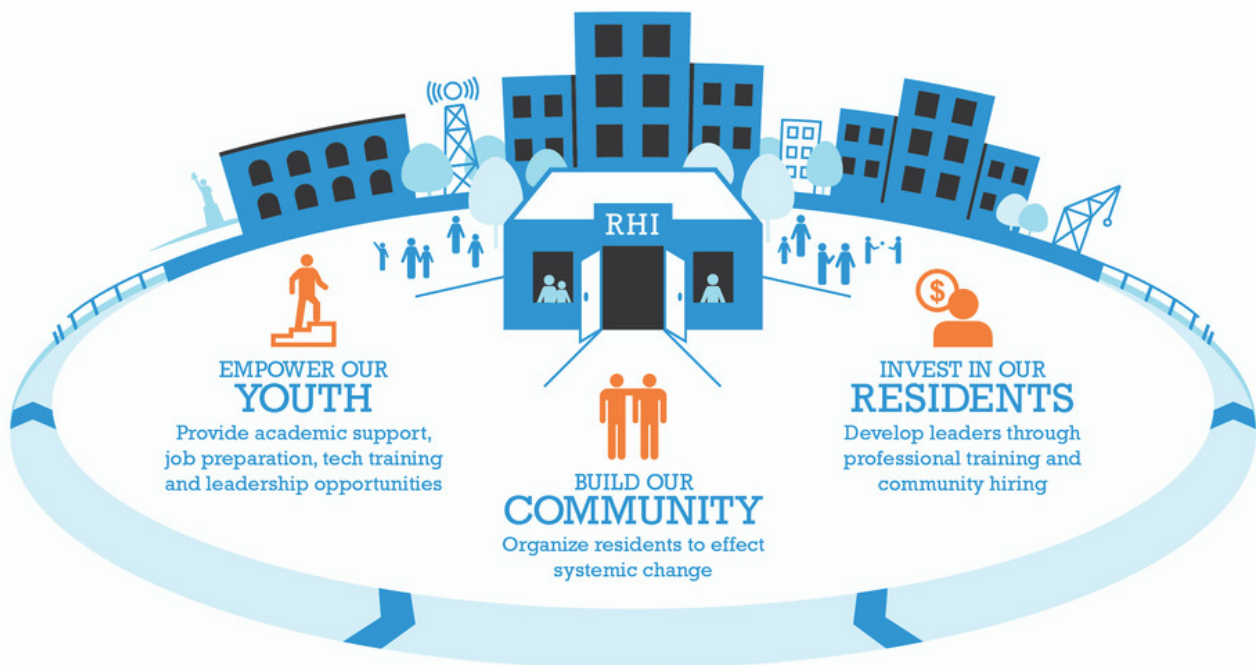 RHI
$
EMPOWER OUR
YOUTH
Provide academic support,
job preparation, tech training
and leadership opportunities
BUILD OUR
COMMUNITY
Organize residents to effect
systemic change
INVEST IN OUR
RESIDENTS
Develop leaders through
professional training and
community hiring